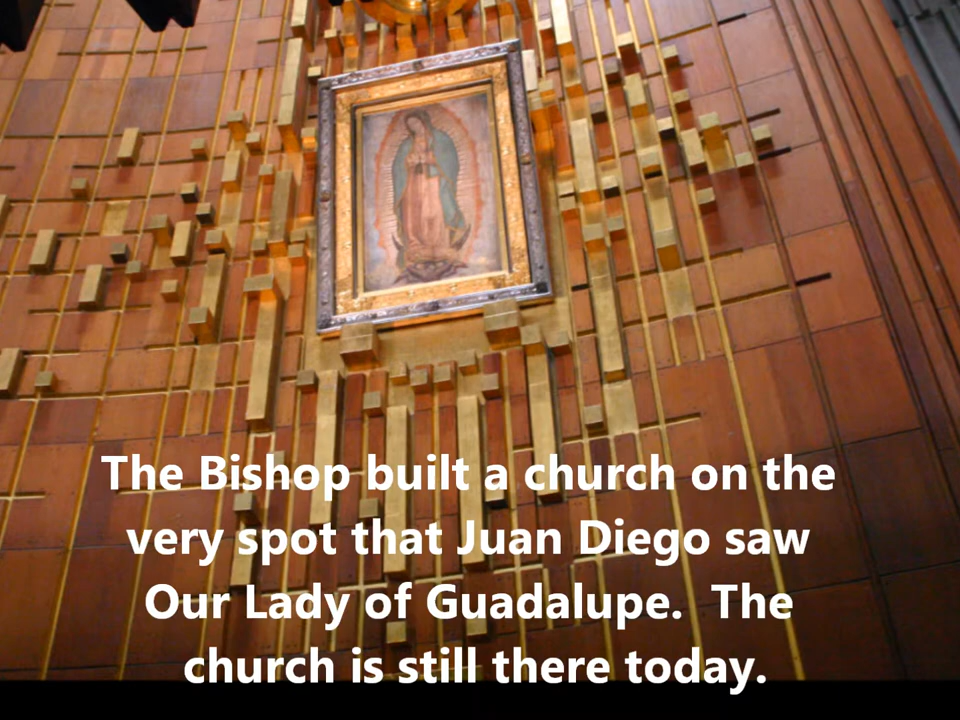 The Bishop built a church on the
very spot that Juan Diego saw
Our Lady of Guadalupe.  The
church is still there today.